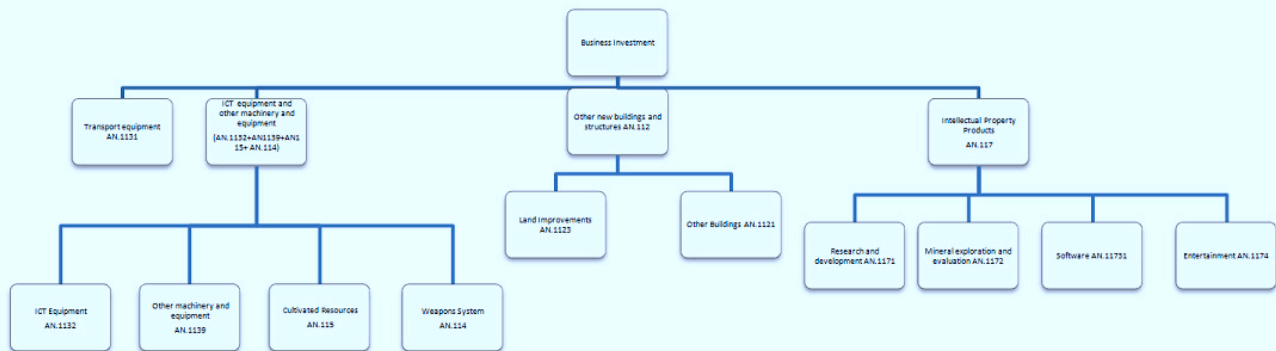 Business Investment
Transport equipment
AN.1131
ICT equipment and
other machinery and
equipment
(AN.1132+AN1139+AN1
15+ AN.114)
Other new buildings and
structures AN.112
Intellectual Property
Products
AN.117
Land Improvements
AN.1123
Other Buildings AN.1121
Research and
development AN.1171
Mineral exploration and
evaluation AN.1172
Software AN.11731
Entertainment AN.1174
ICT Equipment
AN.1132
Other machinery and
equipment
AN.1139
Cultivated Resources
AN.115
Weapons System
AN.114